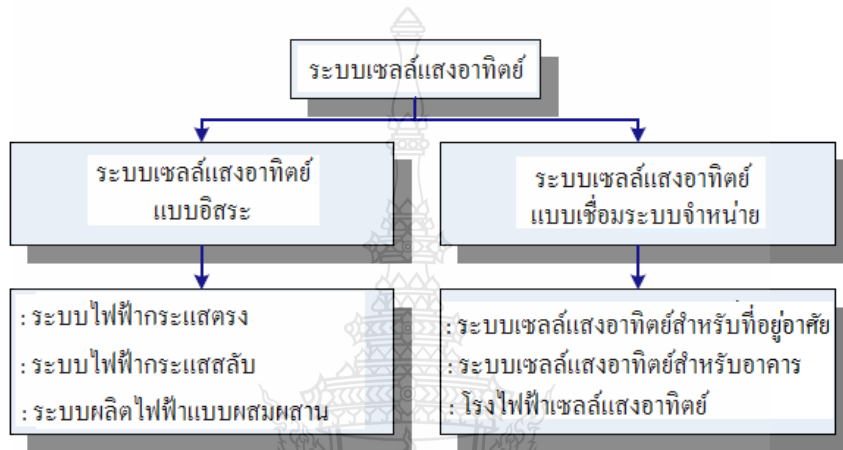 ระบบเซลล์แสงอาทิตย์
ระบบเซลล์แสงอาทิตย์
แบบอิสระ
ระบบเซลล์แสงอาทิตย์
แบบเชื่อมระบบจำหน่าย
: ระบบไฟฟ้ากระแสตรง
: ระบบไฟฟ้ากระแสสลับ
: ระบบผลิตไฟฟ้าแบบผสมผสาน
: ระบบเซลล์แสงอาทิตย์สำหรับที่อยู่อาศัย
: ระบบเซลล์แสงอาทิตย์สำหรับอาคาร
: โรงไฟฟ้าเซลล์แสงอาทิตย์